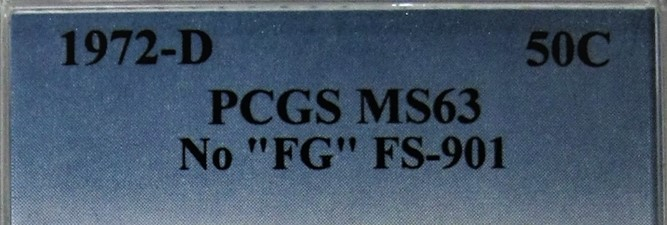 1972-D 50C
PCGS MS63
No "FG" FS-901